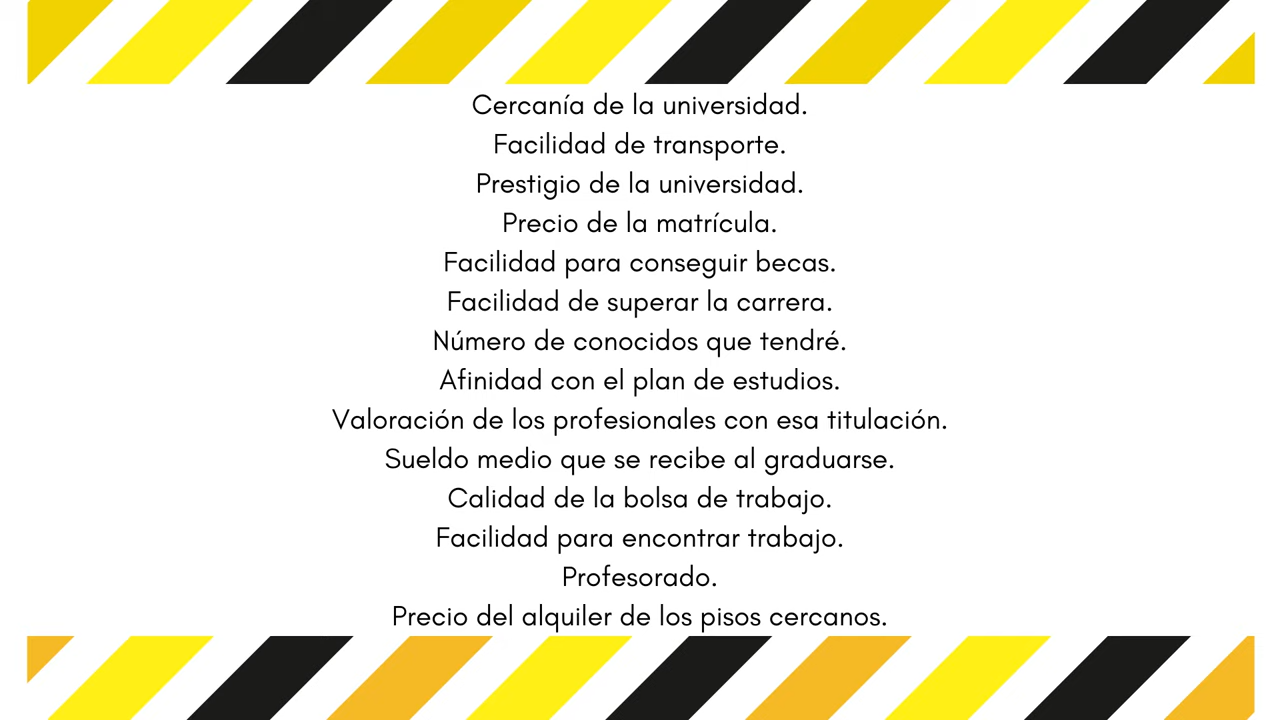 Cercanía de la universidad.
Facilidad de transporte.
Prestigio de la universidad.
Precio de la matrícula.
Facilidad para conseguir becas.
Facilidad de superar la carrera.
Número de conocidos que tendré.
Afinidad con el plan de estudios.
Valoración de los profesionales con esa titulación.
Sueldo medio que se recibe al graduarse.
Calidad de la bolsa de trabajo.
Facilidad para encontrar trabajo.
Profesorado.
Precio del alquiler de los pisos cercanos.